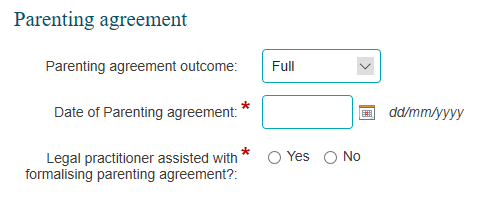 Parenting agreement
Parenting agreement outcome: Full
Date of Parenting agreement: * dd/mm/yyyy
Legal practitioner assisted with * Yes No
formalising parenting agreement?: